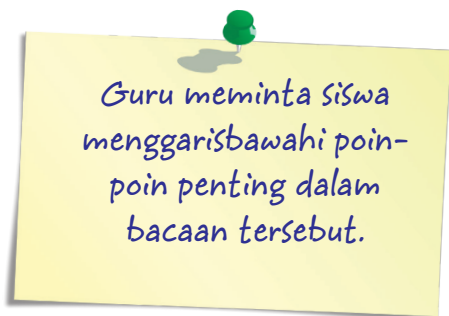 Guru meminta siswa
menggarisbawahi poin-
poin penting dalam
bacaan tersebut.